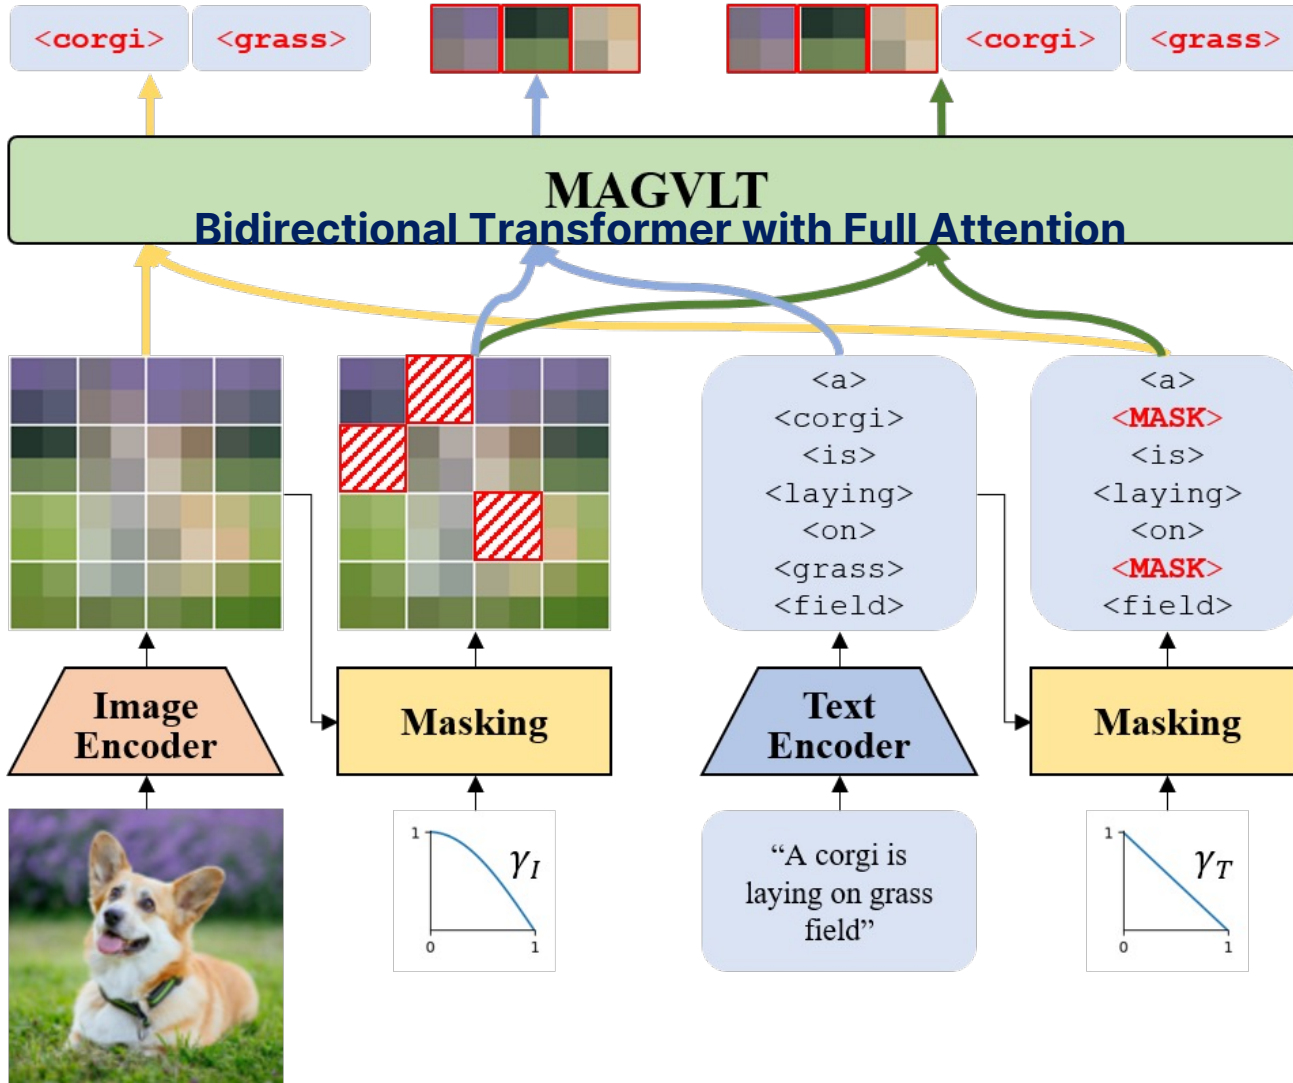 <corgi> <grass>
<corgi> <grass>
MAGVLT
Bidirectional Transformer with Full Attention
<a>
<corgi>
<is>
<laying>
<on>
<grass>
<field>
<a>
<MASK>
<is>
<laying>
<on>
<MASK>
<field>
Image
Encoder
Masking
Text
Encoder
Masking
1
γI
0
1
“A corgi is
laying on grass
field”
1
γT
0
1